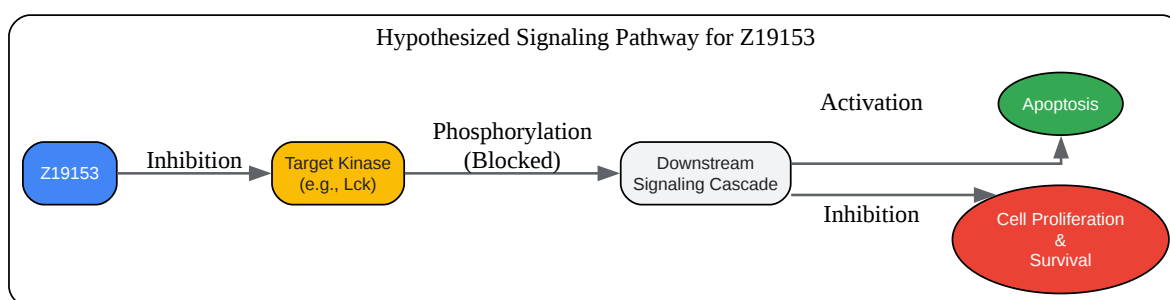 Hypothesized Signaling Pathway for Z19153
Z19153
Inhibition
Target Kinase
(e.g., Lck)
Phosphorylation
(Blocked)
Downstream
Signaling Cascade
Activation
Apoptosis
Inhibition
Cell Proliferation
&
Survival